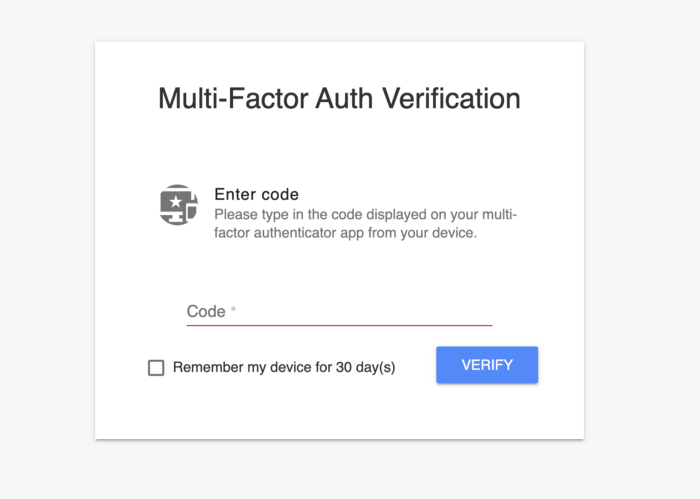 Multi-Factor Auth Verification
Enter code
Please type in the code displayed on your multi-
factor authenticator app from your device.
Code *
Remember my device for 30 day(s)
VERIFY